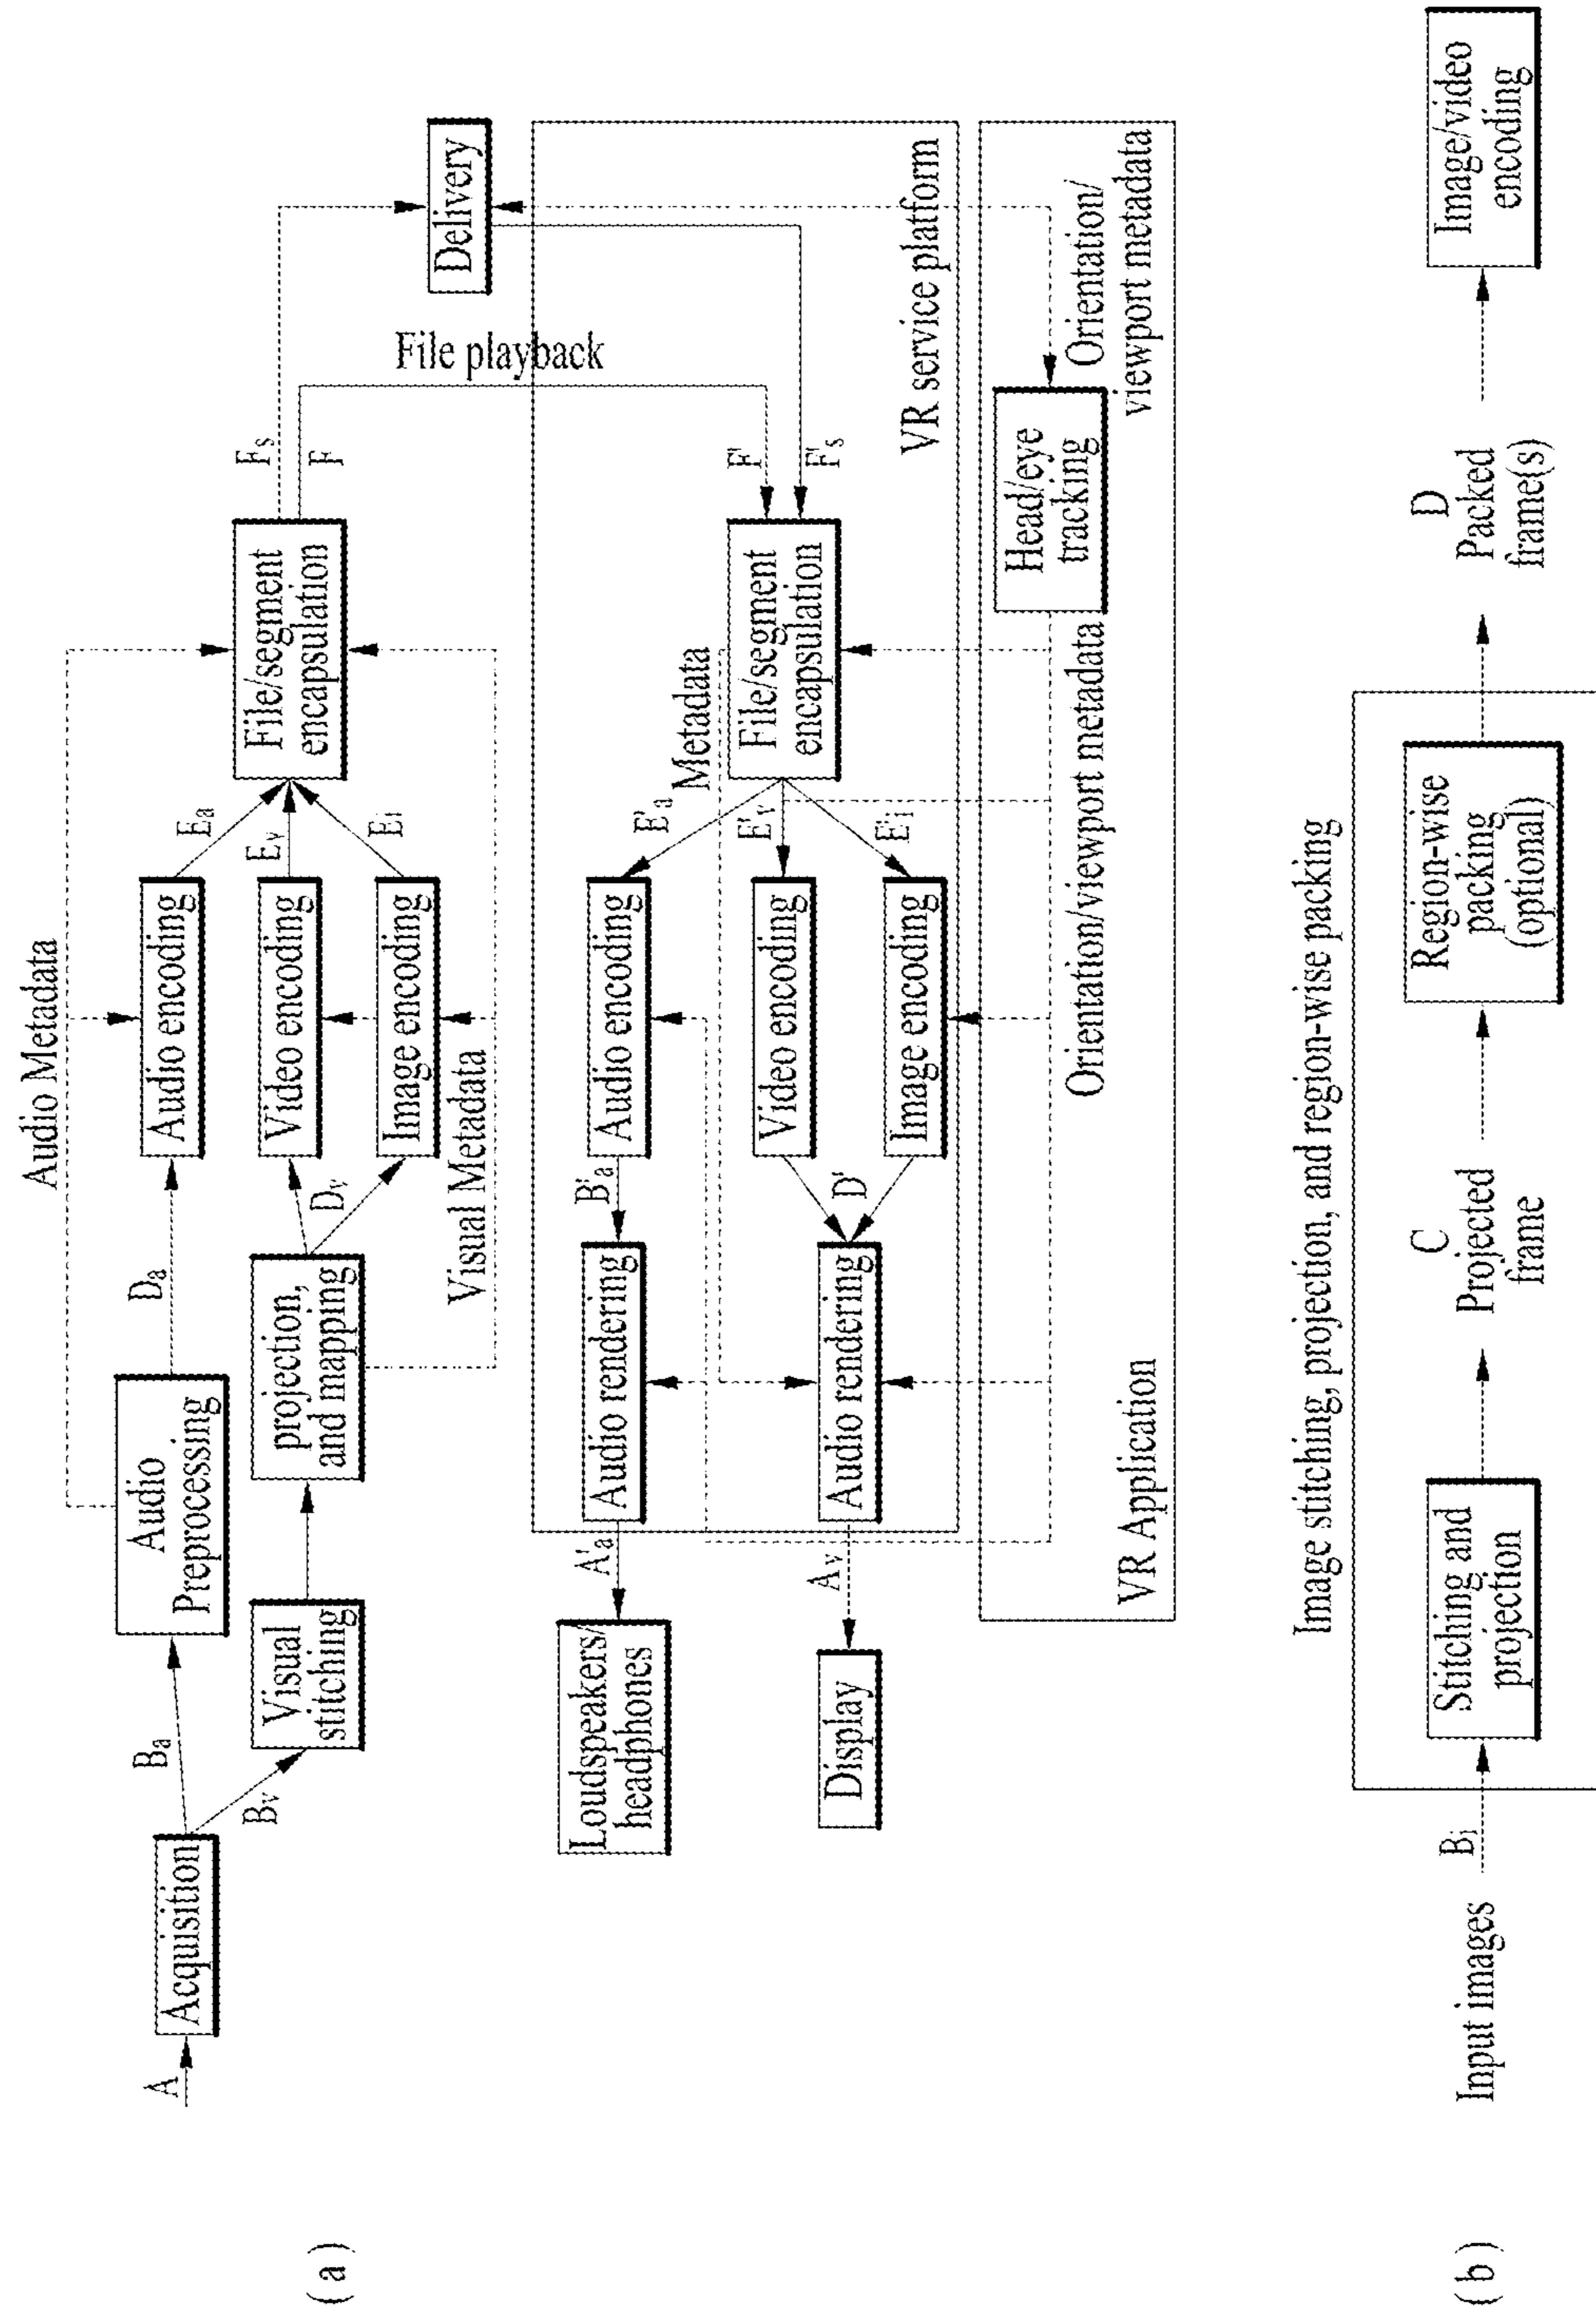 (a)
A
Acquisition
Ba
Bv
Audio
Preprocessing
Visual
stitching
projection,
and mapping
Da
Dv
Audio Metadata
Visual Metadata
Audio encoding
Video encoding
Image encoding
Ea
Ev
Ei
File/segment
encapsulation
Fs
F
File playback
Delivery
Loudspeakers/
headphones
Display
A'a
Av
Audio rendering
Audio rendering
B'a
D'
Audio encoding
Video encoding
Image encoding
E'a
E'v
E'i
Metadata
File/segment
encapsulation
F'
F's
VR service platform
VR Application
Orientation/viewport metadata
Head/eye
tracking
Orientation/
viewport metadata
(b)
Image stitching, projection, and region-wise packing
Input images
Bi
Stitching and
projection
C
Projected
frame
Region-wise
packing
(optional)
D
Packed
frame(s)
Image/video
encoding